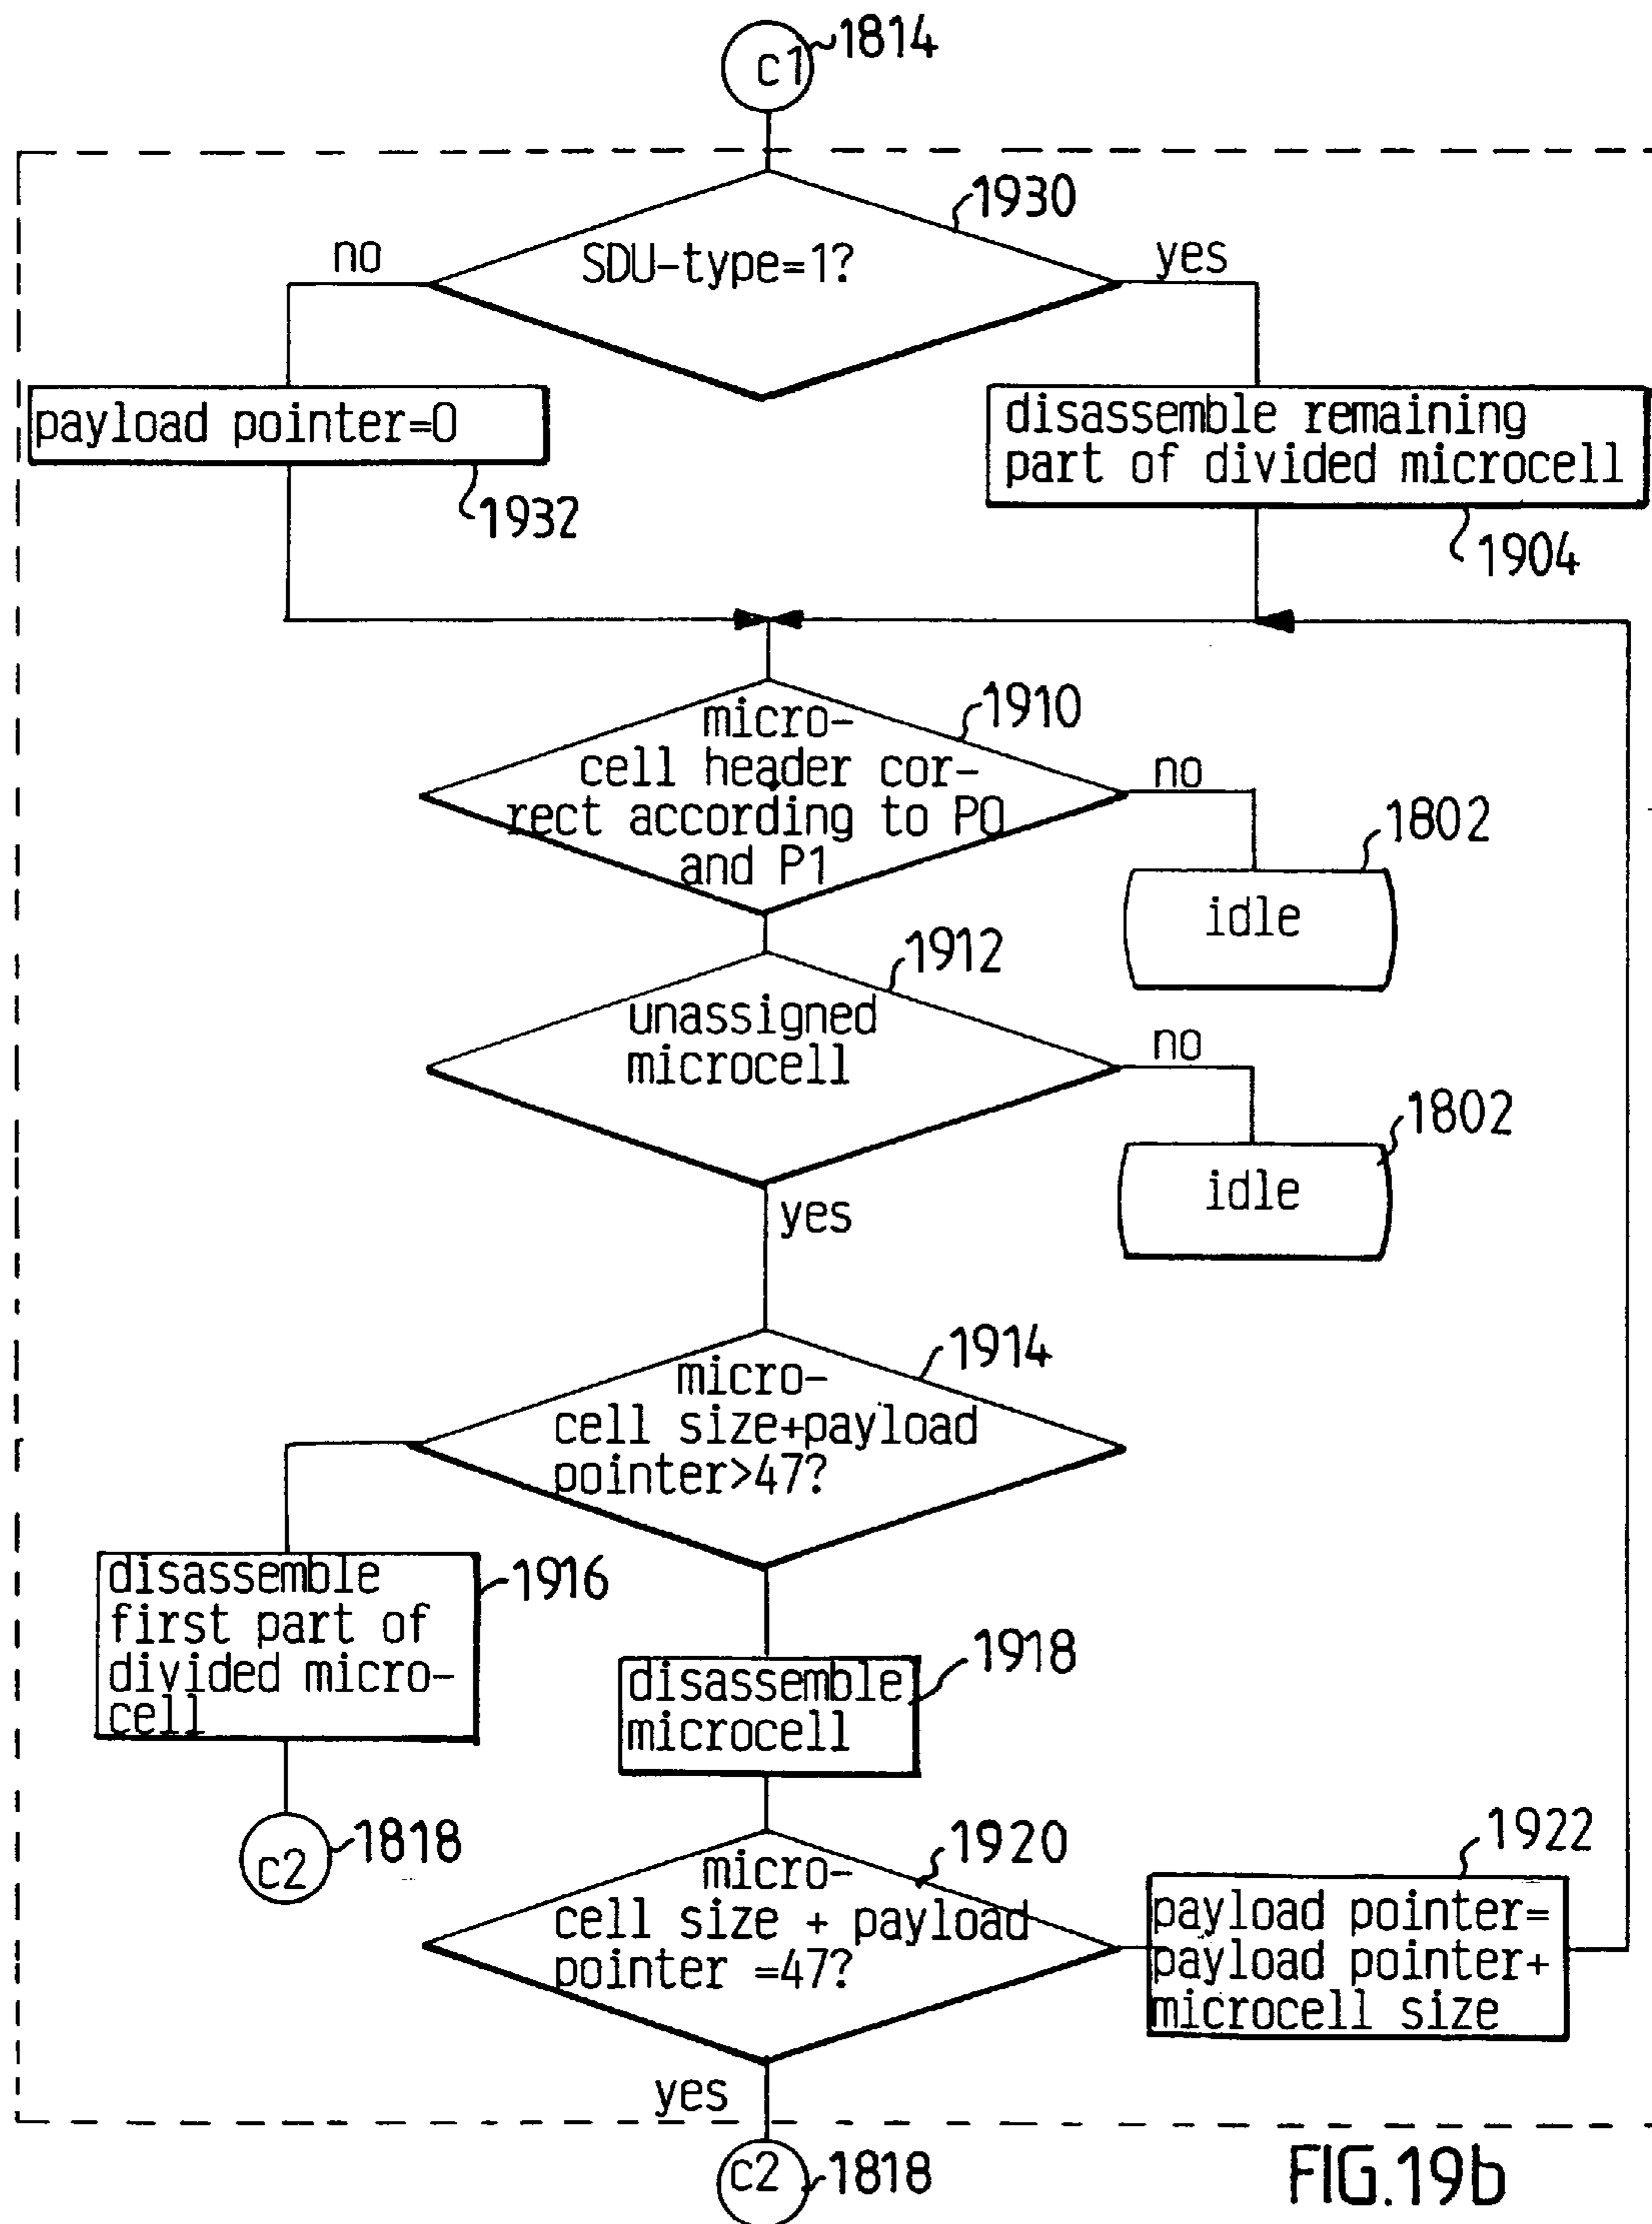 c1
1814
1930
no
SDU-type=1?
yes
payload pointer=0
1932
disassemble remaining
part of divided microcell
1904
1910
micro-
cell header cor-
rect according to P0
and P1
no
1802
idle
1912
unassigned
microcell
no
1802
idle
yes
1914
micro-
cell size+payload
pointer>47?
disassemble
first part of
divided micro-
cell
1916
1918
disassemble
microcell
c2
1818
1920
micro-
cell size + payload
pointer =47?
1922
payload pointer=
payload pointer+
microcell size
yes
c2
1818
FIG.19b